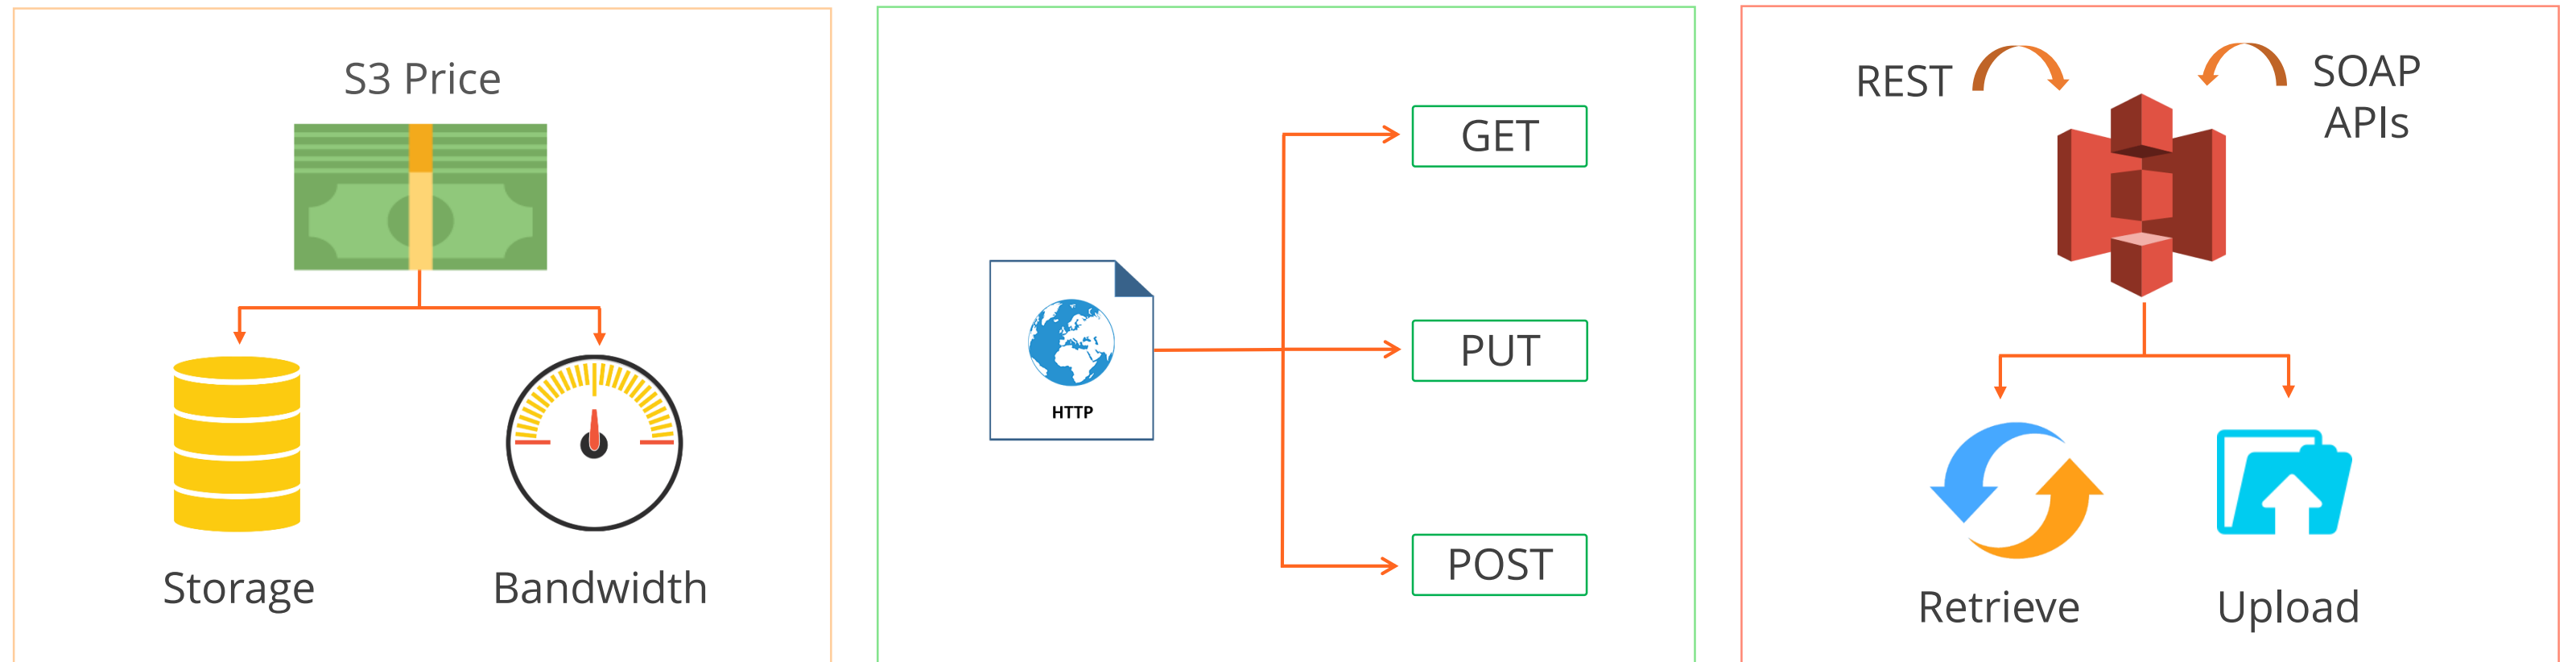 S3 Price
Storage
Bandwidth
HTTP
GET
PUT
POST
REST
SOAP
APIs
Retrieve
Upload